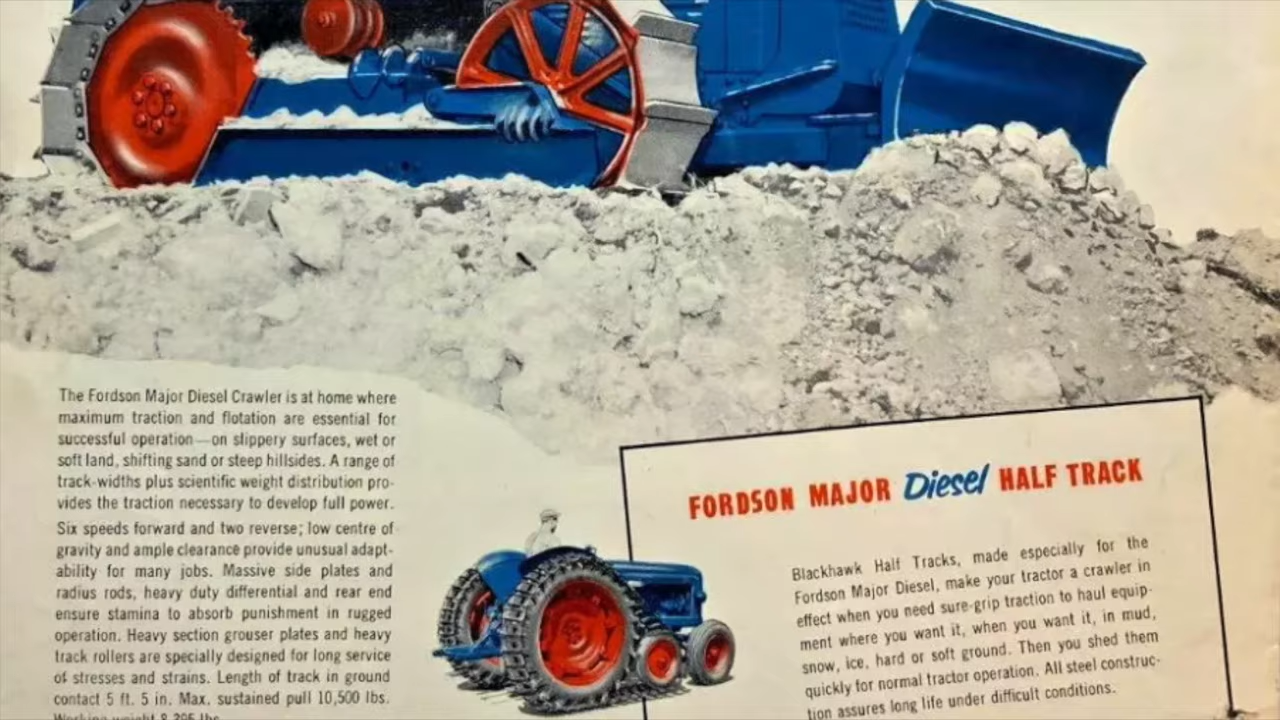 The Fordson Major Diesel Crawler is at home where
maximum traction and flotation are essential for
successful operation—on slippery surfaces, wet or
soft land, shifting sand or steep hillsides. A range of
track-widths plus scientific weight distribution pro-
vides the traction necessary to develop full power.
Six speeds forward and two reverse; low centre of
gravity and ample clearance provide unusual adapt-
ability for many jobs. Massive side plates and
radius rods, heavy duty differential and rear end
ensure stamina to absorb punishment in rugged
operation. Heavy section grouser plates and heavy
track rollers are specially designed for long service
of stresses and strains. Length of track in ground
contact 5 ft. 5 in. Max. sustained pull 10,500 lbs.
Working weight 8,395 lbs.
FORDSON MAJOR Diesel HALF TRACK
Blackhawk Half Tracks, made especially for the
Fordson Major Diesel, make your tractor a crawler in
effect when you need sure-grip traction to haul equip-
ment where you want it, when you want it, in mud,
snow, ice, hard or soft ground. Then you shed them
quickly for normal tractor operation. All steel construc-
tion assures long life under difficult conditions.